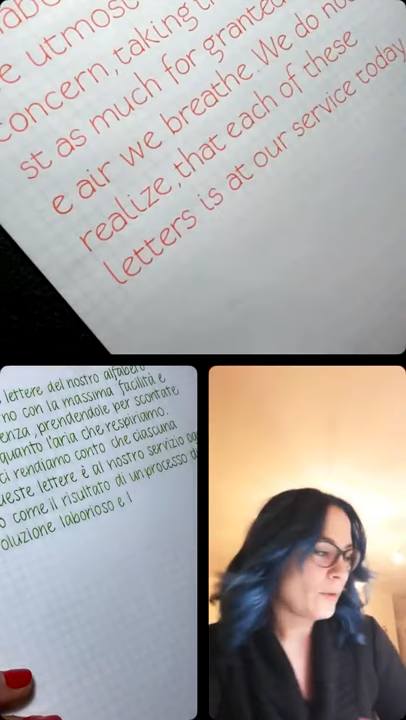 e utmost
concern, taking
st as much for granted
e air we breathe. We do no
realize, that each of these
letters is at our service today
lettere del nostro alfabeto
no con la massima facilità e
enza, prendendole per scontate
quanto l'aria che respiriamo.
ci rendiamo conto che ciascuna
ueste lettere è al nostro servizio
o come il risultato di un processo d
oluzione laborioso e l